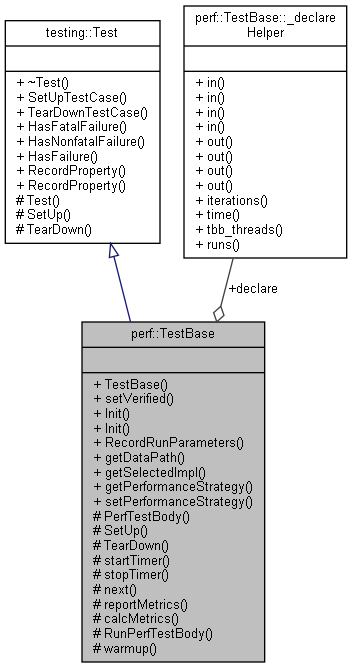 testing::Test
+ ~Test()
+ SetUpTestCase()
+ TearDownTestCase()
+ HasFatalFailure()
+ HasNonfatalFailure()
+ HasFailure()
+ RecordProperty()
+ RecordProperty()
# Test()
# SetUp()
# TearDown()
perf::TestBase::_declare
Helper
+ in()
+ in()
+ in()
+ in()
+ out()
+ out()
+ out()
+ out()
+ iterations()
+ time()
+ tbb_threads()
+ runs()
+declare
perf::TestBase
+ TestBase()
+ setVerified()
+ Init()
+ Init()
+ RecordRunParameters()
+ getDataPath()
+ getSelectedImpl()
+ getPerformanceStrategy()
+ setPerformanceStrategy()
# PerfTestBody()
# SetUp()
# TearDown()
# startTimer()
# stopTimer()
# next()
# reportMetrics()
# calcMetrics()
# RunPerfTestBody()
# warmup()